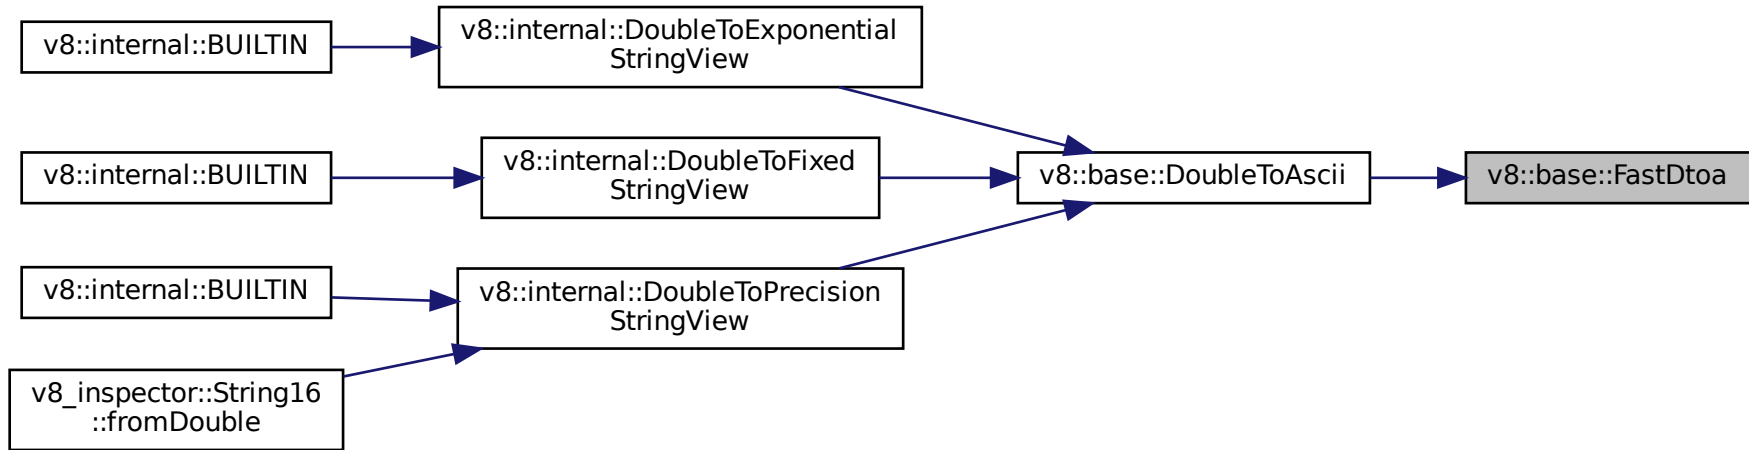 v8::internal::BUILTIN
v8::internal::DoubleToExponential
StringView
v8::internal::BUILTIN
v8::internal::DoubleToFixed
StringView
v8::base::DoubleToAscii
v8::base::FastDtoa
v8::internal::BUILTIN
v8::internal::DoubleToPrecision
StringView
v8_inspector::String16
::fromDouble